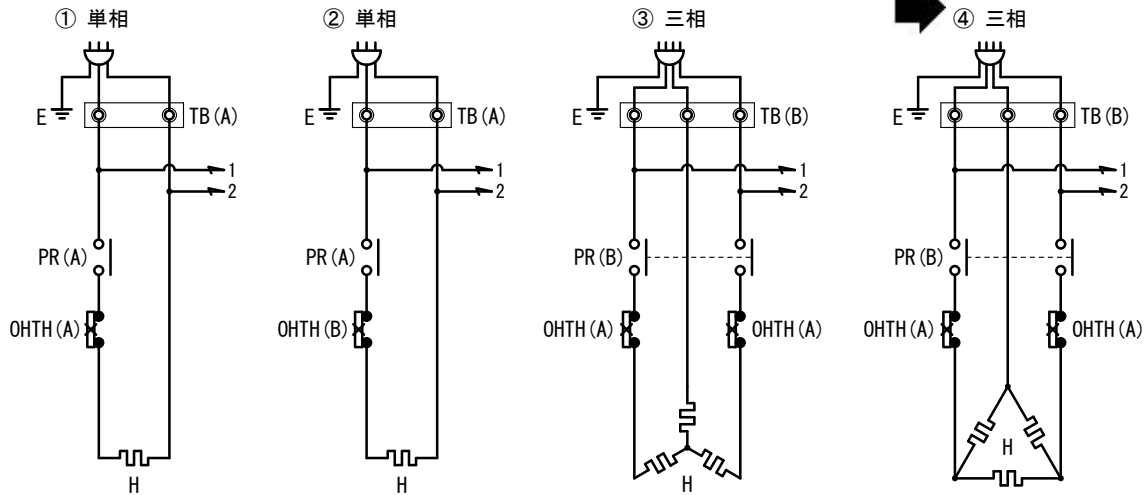 ① 単相
② 単相
③ 三相
④ 三相
E
TB(A)
E
TB(A)
E
TB(B)
E
TB(B)
1
2
1
2
1
2
1
2
PR(A)
PR(A)
PR(B)
PR(B)
OHTH(A)
OHTH(B)
OHTH(A)
OHTH(A)
OHTH(A)
OHTH(A)
H
H
H
H